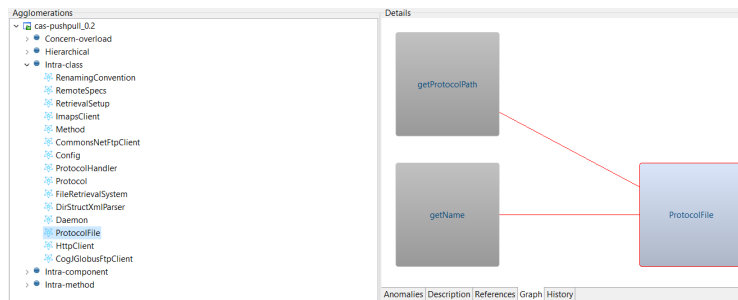 Agglomerations
cas-pushpull_0.2
Concern-overload
Hierarchical
Intra-class
RenamingConvention
RemoteSpecs
RetrievalSetup
ImapsClient
Method
CommonsNetFtpClient
Config
ProtocolHandler
Protocol
FileRetrievalSystem
DirStructXmlParser
Daemon
ProtocolFile
HttpClient
CogJGlobusFtpClient
Intra-component
Intra-method
Details
getProtocolPath
getName
ProtocolFile
Anomalies Description References Graph History